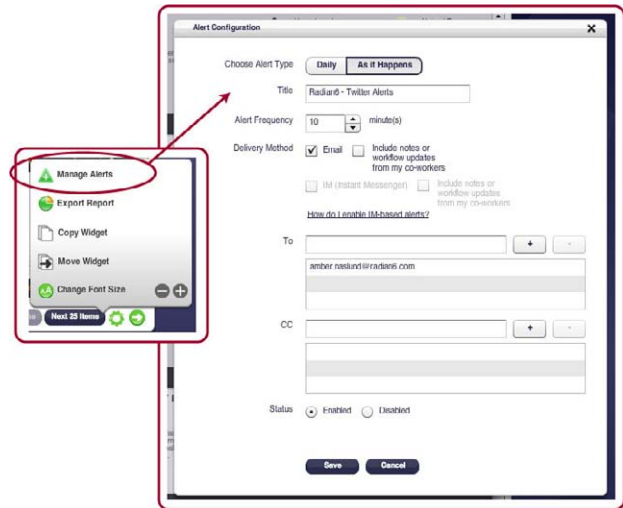 Alert Configuration
Choose Alert Type
Daily
As it Happens
Title
Radian6 - Twitter Alerts
Alert Frequency
10
minute(s)
Delivery Method
Email
Include notes or
workflow updates
from my co-workers
IM (Instant Messenger)
Include notes or
workflow updates
from my co-workers
How do I enable IM-based alerts?
To
+
-
amber.naslund@radian6.com
CC
+
-
Status
Enabled
Disabled
Save
Cancel
Manage Alerts
Export Report
Copy Widget
Move Widget
Change Font Size
Next 25 Items